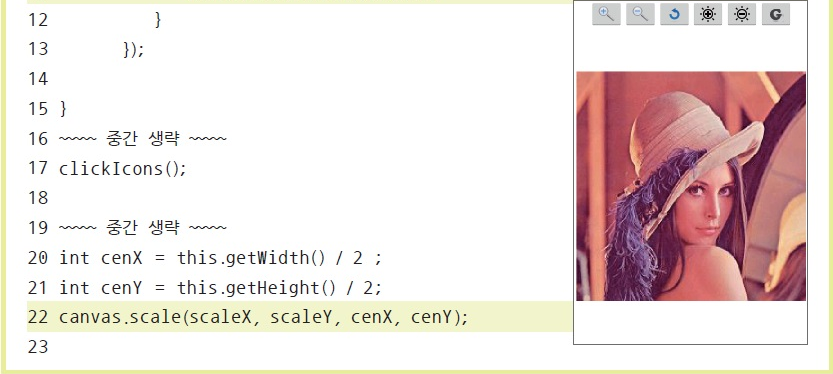 12 }
13 });
14
15 }
16 ~~~~ 중간 생략 ~~~~
17 clickIcons();
18
19 ~~~~ 중간 생략 ~~~~
20 int cenX = this.getWidth() / 2 ;
21 int cenY = this.getHeight() / 2;
22 canvas.scale(scaleX, scaleY, cenX, cenY);
23
G